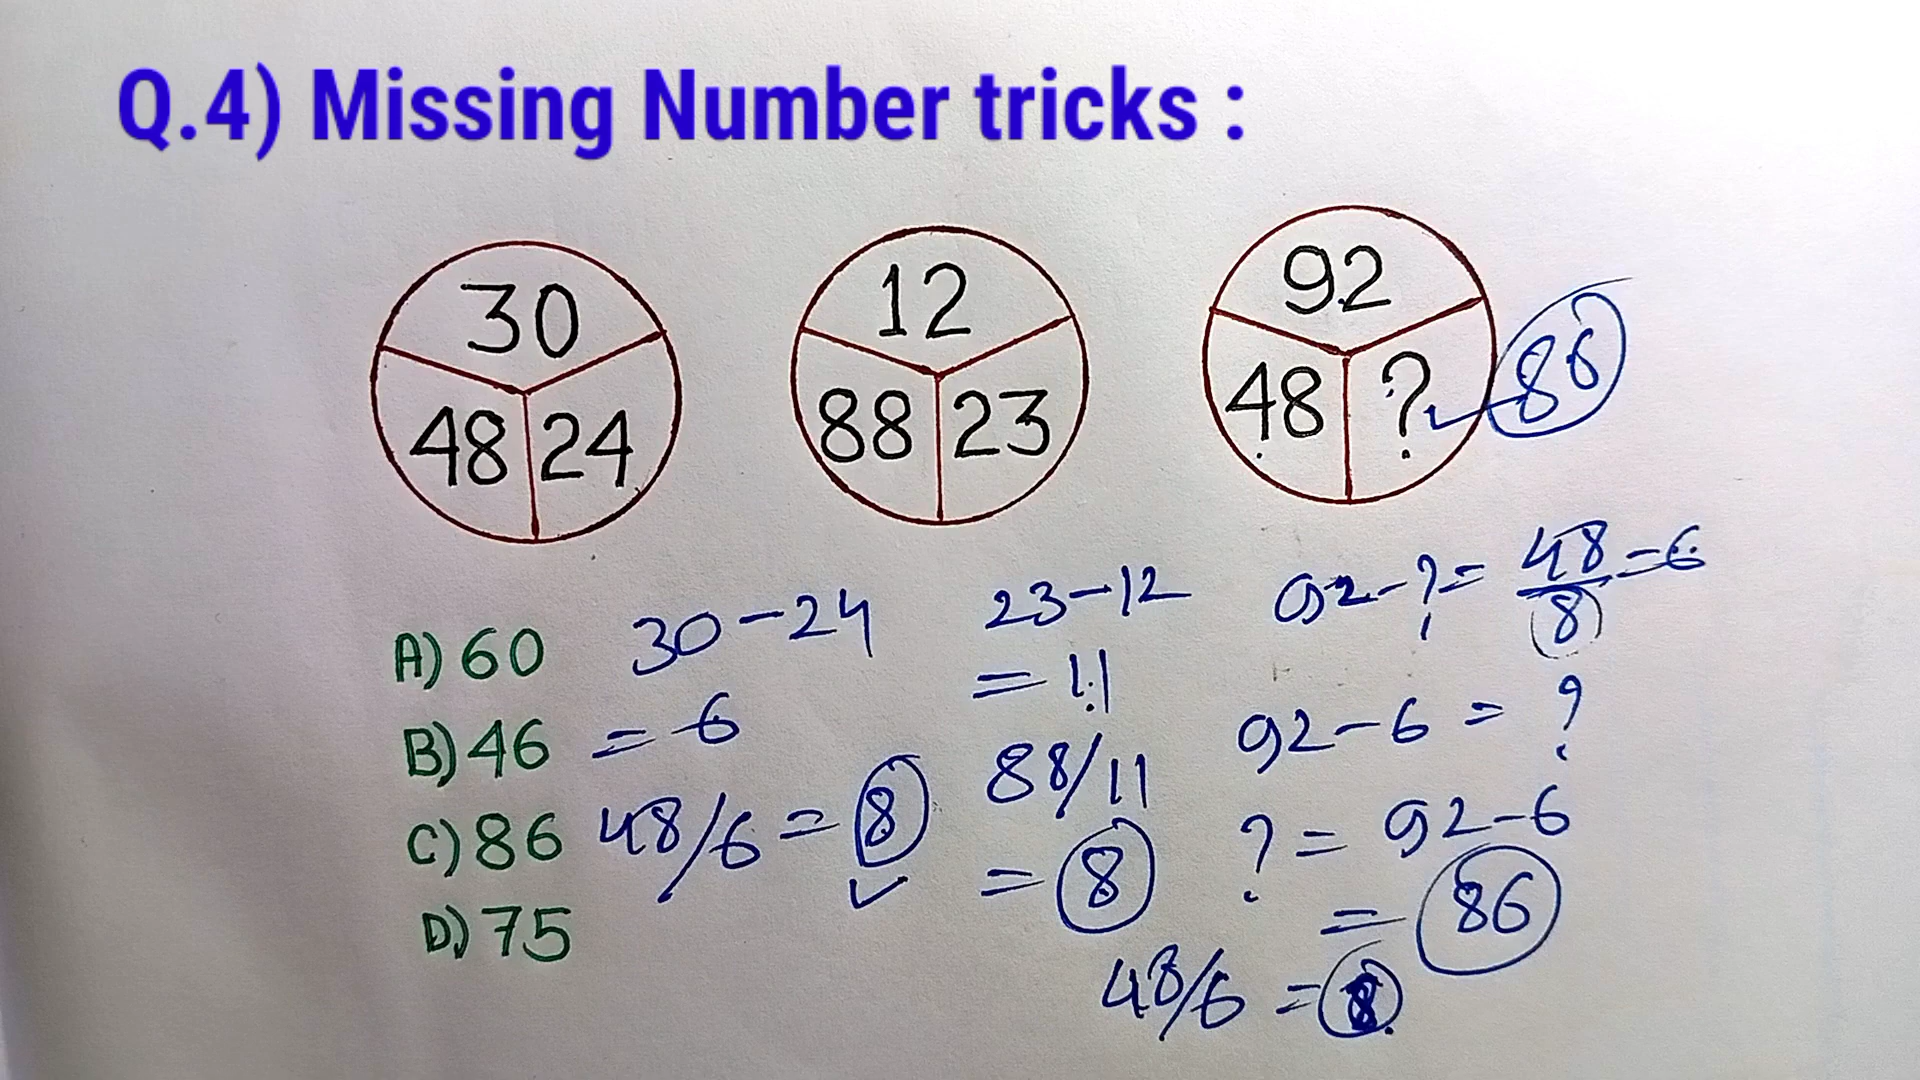 Q.4) Missing Number tricks :
30
48 24
12
88 23
92
48 ? 86
A) 60
B) 46
C) 86
D) 75
30-24
= 6
48/6 = 8
23-12
= 11
88/11
= 8
92-? = 48/8 = 6
92-6 = ?
? = 92-6
= 86
48/6 = 8